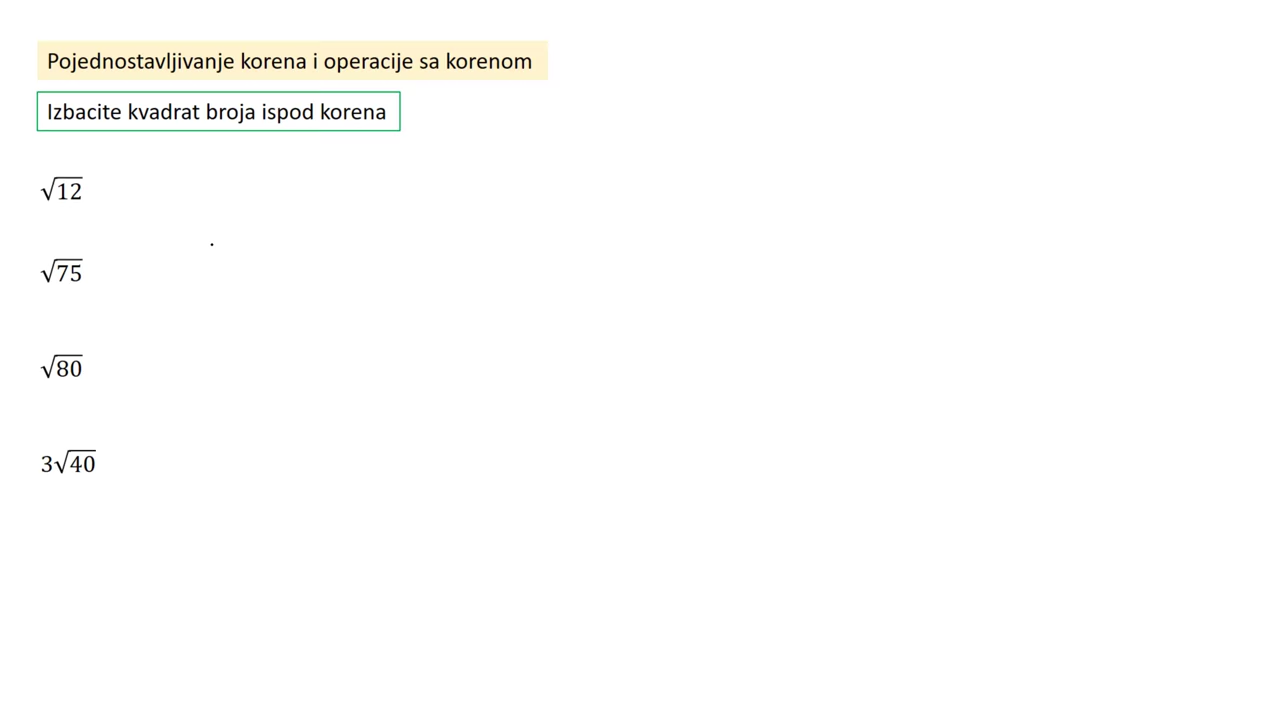 Pojednostavljivanje korena i operacije sa korenom
Izbacite kvadrat broja ispod korena
√12
√75
√80
3√40